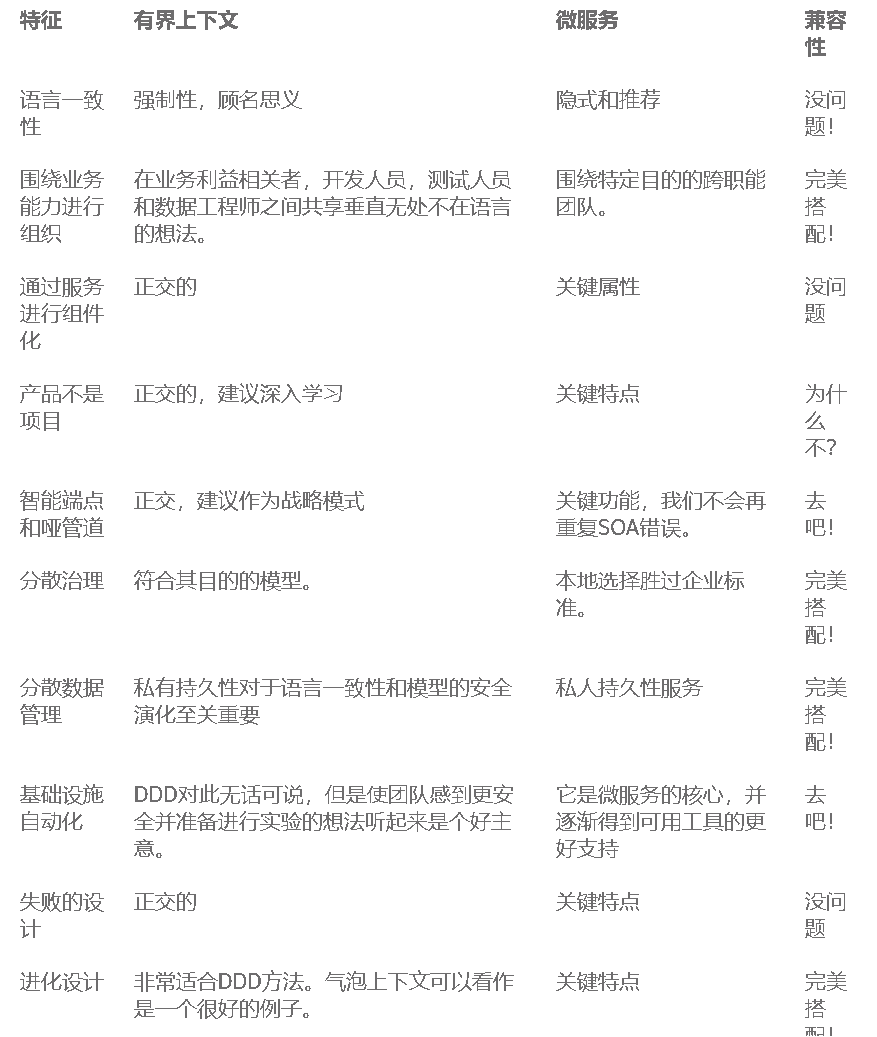 特征 有界上下文 微服务 兼容
性
语言一致 强制性，顾名思义 隐式和推荐 没问
性 题！
围绕业务 在业务利益相关者，开发人员，测试人员 围绕特定目的的跨职能 完美
能力进行 和数据工程师之间共享垂直无处不在语言 团队。 搭
组织 的想法。 配！
通过服务 正交的 关键属性 没问
进行组件 题
化
产品不是 正交的，建议深入学习 关键特点 为什
项目 么
不？
智能端点 正交，建议作为战略模式 关键功能，我们不会再 去
和哑管道 重复SOA错误。 吧！
分散治理 符合其目的的模型。 本地选择胜过企业标 完美
准。 搭
配！
分散数据 私有持久性对于语言一致性和模型的安全 私人持久性服务 完美
管理 演化至关重要 搭
配！
基础设施 DDD对此无话可说，但是使团队感到更安 它是微服务的核心，并 去
自动化 全并准备进行实验的想法听起来是个好主 逐渐得到可用工具的更 吧！
意。 好支持
失败的设 正交的 关键特点 没问
计 题
进化设计 非常适合DDD方法。气泡上下文可以看作 关键特点 完美
是一个很好的例子。 搭
配！